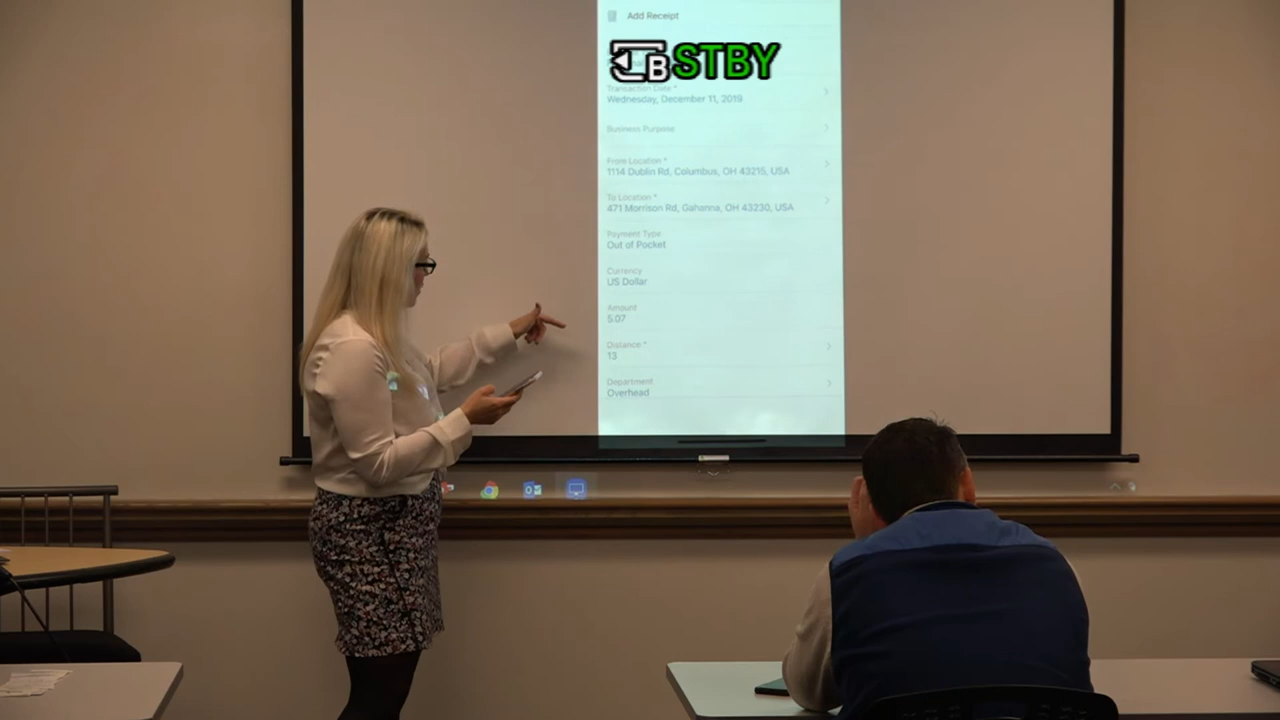 Add Receipt
B STBY
Transaction Date *
Wednesday, December 11, 2019
Business Purpose
From Location *
1114 Dublin Rd, Columbus, OH 43215, USA
To Location *
471 Morrison Rd, Gahanna, OH 43230, USA
Payment Type
Out of Pocket
Currency
US Dollar
Amount
5.07
Distance *
13
Department
Overhead